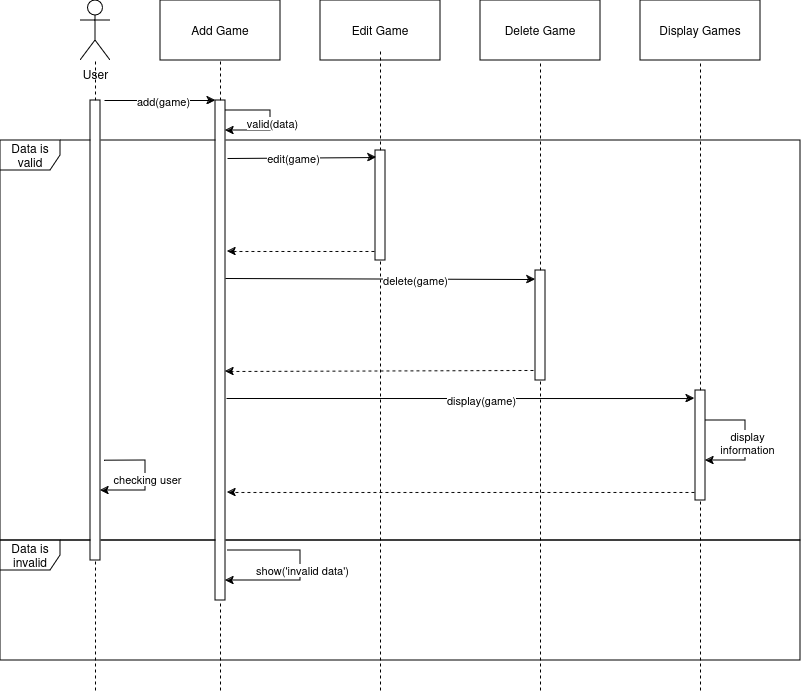 Add Game
Edit Game
Delete Game
Display Games
User
add(game)
valid(data)
Data is
valid
edit(game)
delete(game)
display(game)
display
information
checking user
Data is
invalid
show('invalid data')